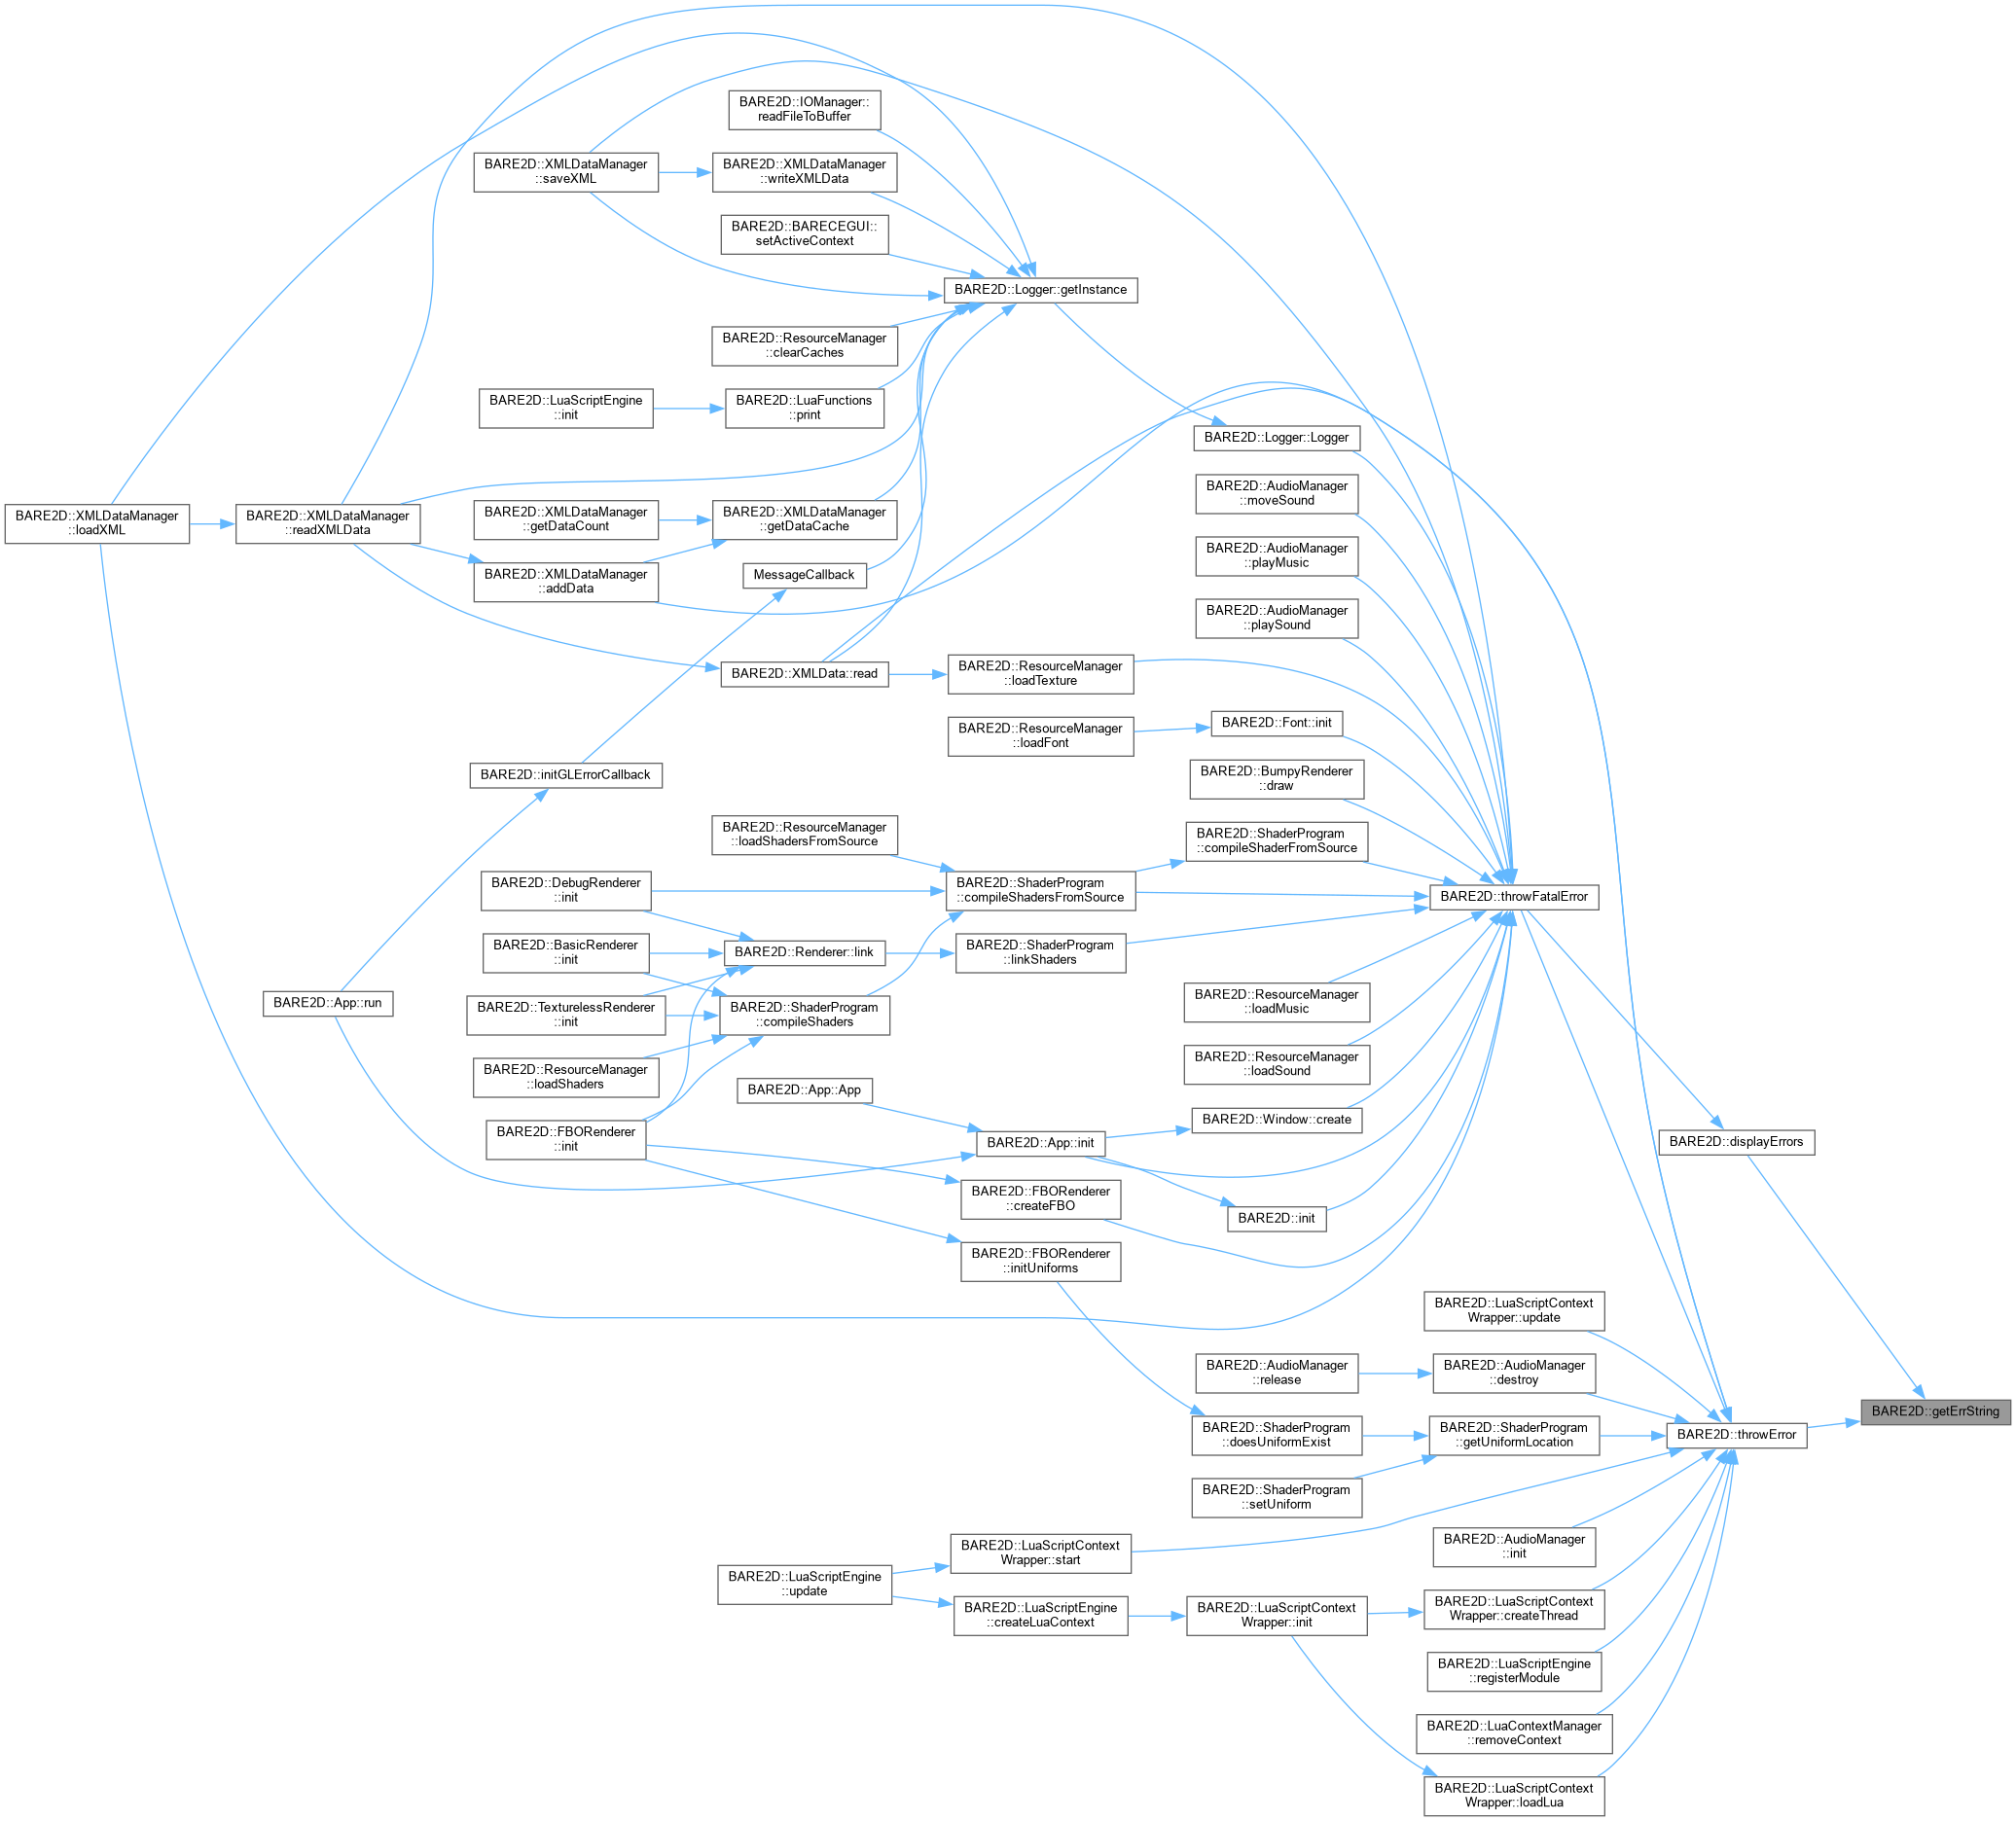 BARE2D::IOManager::
readFileToBuffer
BARE2D::XMLDataManager
::saveXML
BARE2D::XMLDataManager
::writeXMLData
BARE2D::BARECEGUI::
setActiveContext
BARE2D::Logger::getInstance
BARE2D::ResourceManager
::clearCaches
BARE2D::LuaScriptEngine
::init
BARE2D::LuaFunctions
::print
BARE2D::Logger::Logger
BARE2D::AudioManager
::moveSound
BARE2D::XMLDataManager
::loadXML
BARE2D::XMLDataManager
::readXMLData
BARE2D::XMLDataManager
::getDataCount
BARE2D::XMLDataManager
::getDataCache
BARE2D::AudioManager
::playMusic
BARE2D::XMLDataManager
::addData
MessageCallback
BARE2D::AudioManager
::playSound
BARE2D::XMLData::read
BARE2D::ResourceManager
::loadTexture
BARE2D::ResourceManager
::loadFont
BARE2D::Font::init
BARE2D::initGLErrorCallback
BARE2D::BumpyRenderer
::draw
BARE2D::ResourceManager
::loadShadersFromSource
BARE2D::ShaderProgram
::compileShaderFromSource
BARE2D::DebugRenderer
::init
BARE2D::ShaderProgram
::compileShadersFromSource
BARE2D::throwFatalError
BARE2D::BasicRenderer
::init
BARE2D::Renderer::link
BARE2D::ShaderProgram
::linkShaders
BARE2D::App::run
BARE2D::TexturelessRenderer
::init
BARE2D::ShaderProgram
::compileShaders
BARE2D::ResourceManager
::loadMusic
BARE2D::ResourceManager
::loadShaders
BARE2D::ResourceManager
::loadSound
BARE2D::App::App
BARE2D::Window::create
BARE2D::FBORenderer
::init
BARE2D::App::init
BARE2D::displayErrors
BARE2D::FBORenderer
::createFBO
BARE2D::init
BARE2D::FBORenderer
::initUniforms
BARE2D::LuaScriptContext
Wrapper::update
BARE2D::AudioManager
::release
BARE2D::AudioManager
::destroy
BARE2D::getErrString
BARE2D::ShaderProgram
::doesUniformExist
BARE2D::ShaderProgram
::getUniformLocation
BARE2D::throwError
BARE2D::ShaderProgram
::setUniform
BARE2D::LuaScriptContext
Wrapper::start
BARE2D::AudioManager
::init
BARE2D::LuaScriptEngine
::update
BARE2D::LuaScriptEngine
::createLuaContext
BARE2D::LuaScriptContext
Wrapper::init
BARE2D::LuaScriptContext
Wrapper::createThread
BARE2D::LuaScriptEngine
::registerModule
BARE2D::LuaContextManager
::removeContext
BARE2D::LuaScriptContext
Wrapper::loadLua